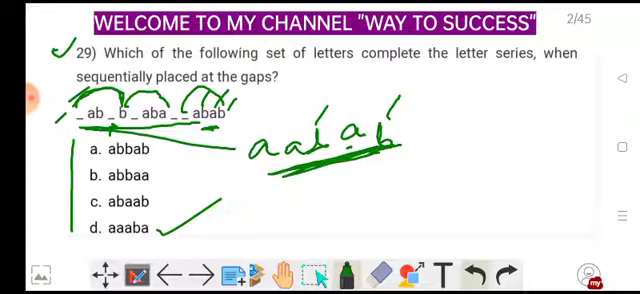 WELCOME TO MY CHANNEL "WAY TO SUCCESS"
2/45
29) Which of the following set of letters complete the letter series, when
sequentially placed at the gaps?
_ ab _ b _ aba _ _ abab
a a b a b
a. abbab
b. abbaa
c. abaab
d. aaaba
T
my